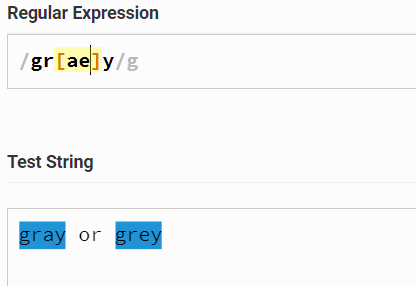 Regular Expression
/gr[ae]y/g
Test String
gray or grey